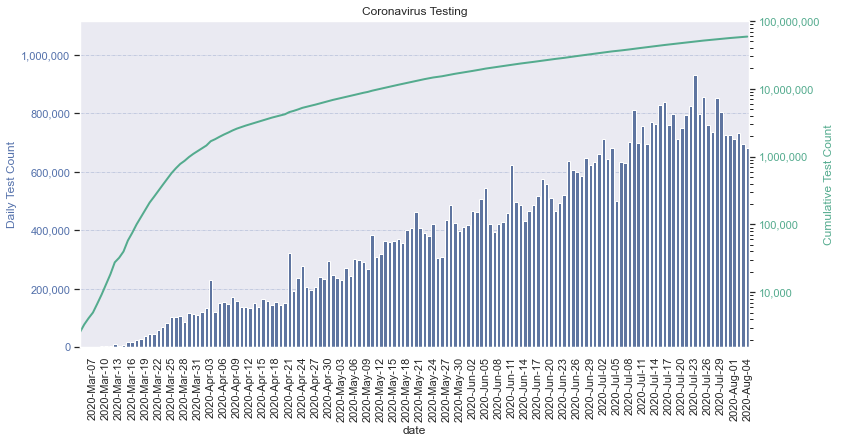 Coronavirus Testing
Daily Test Count
1,000,000
800,000
600,000
400,000
200,000
0
100,000,000
10,000,000
1,000,000
100,000
10,000
Cumulative Test Count
2020-Mar-07
2020-Mar-10
2020-Mar-13
2020-Mar-16
2020-Mar-19
2020-Mar-22
2020-Mar-25
2020-Mar-28
2020-Mar-31
2020-Apr-03
2020-Apr-06
2020-Apr-09
2020-Apr-12
2020-Apr-15
2020-Apr-18
2020-Apr-21
2020-Apr-24
2020-Apr-27
2020-Apr-30
2020-May-03
2020-May-06
2020-May-09
2020-May-12
2020-May-15
2020-May-18
2020-May-21
2020-May-24
2020-May-27
2020-May-30
2020-Jun-02
2020-Jun-05
2020-Jun-08
2020-Jun-11
2020-Jun-14
2020-Jun-17
2020-Jun-20
2020-Jun-23
2020-Jun-26
2020-Jun-29
2020-Jul-02
2020-Jul-05
2020-Jul-08
2020-Jul-11
2020-Jul-14
2020-Jul-17
2020-Jul-20
2020-Jul-23
2020-Jul-26
2020-Jul-29
2020-Aug-01
2020-Aug-04
date